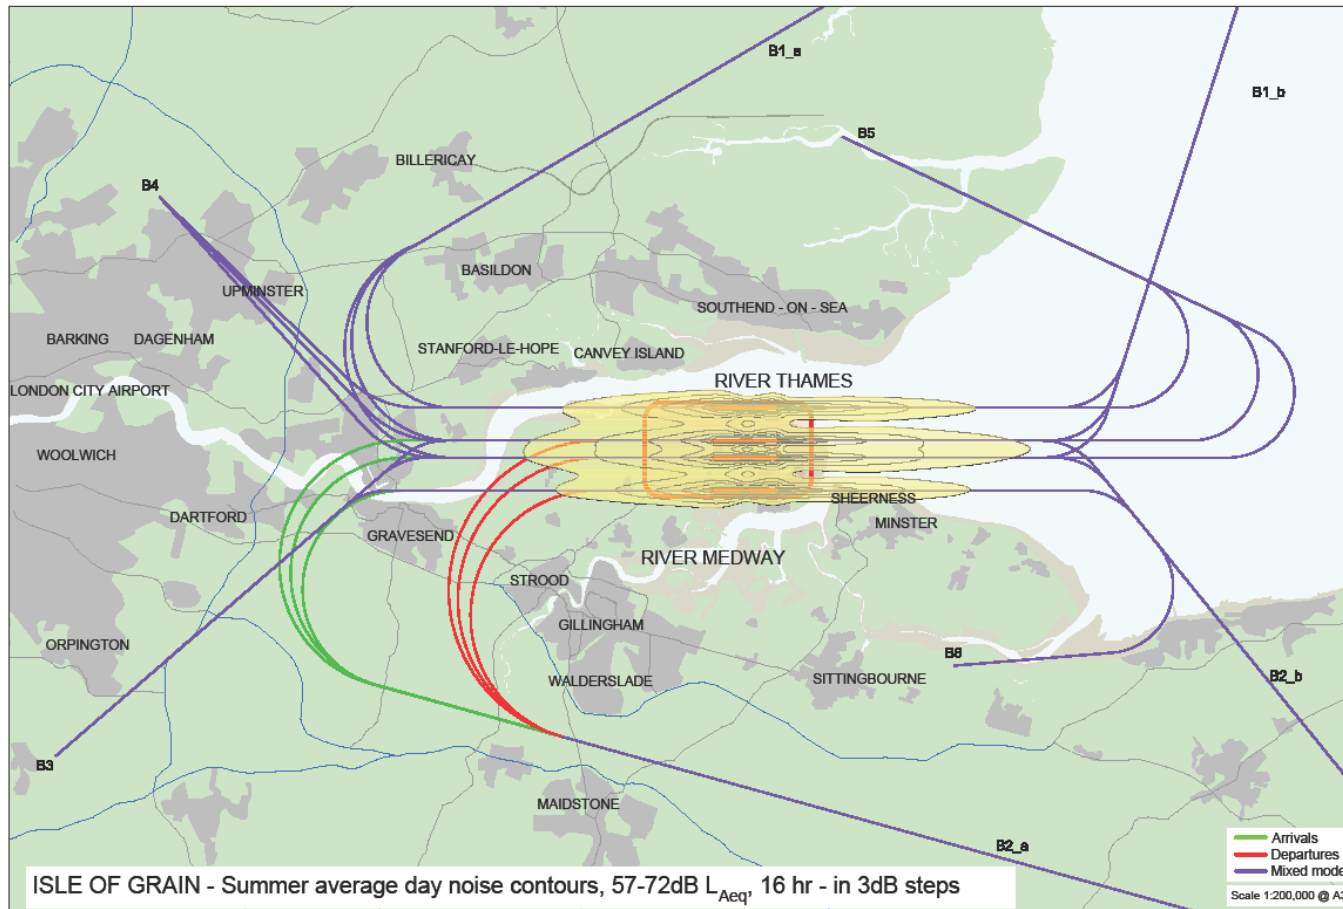 B1_a
B1_b
B5
BILLERICAY
B4
BASILDON
UPMINSTER
SOUTHEND - ON - SEA
BARKING
DAGENHAM
STANFORD-LE-HOPE
CANVEY ISLAND
RIVER THAMES
LONDON CITY AIRPORT
WOOLWICH
SHEERNESS
DARTFORD
MINSTER
GRAVESEND
RIVER MEDWAY
STROOD
GILLINGHAM
ORPINGTON
B6
WALDERSLADE
SITTINGBOURNE
B2_b
B3
MAIDSTONE
B2_a
Arrivals
Departures
Mixed mode
Scale 1:200,000 @ A3
ISLE OF GRAIN - Summer average day noise contours, 57-72dB LAeq, 16 hr - in 3dB steps